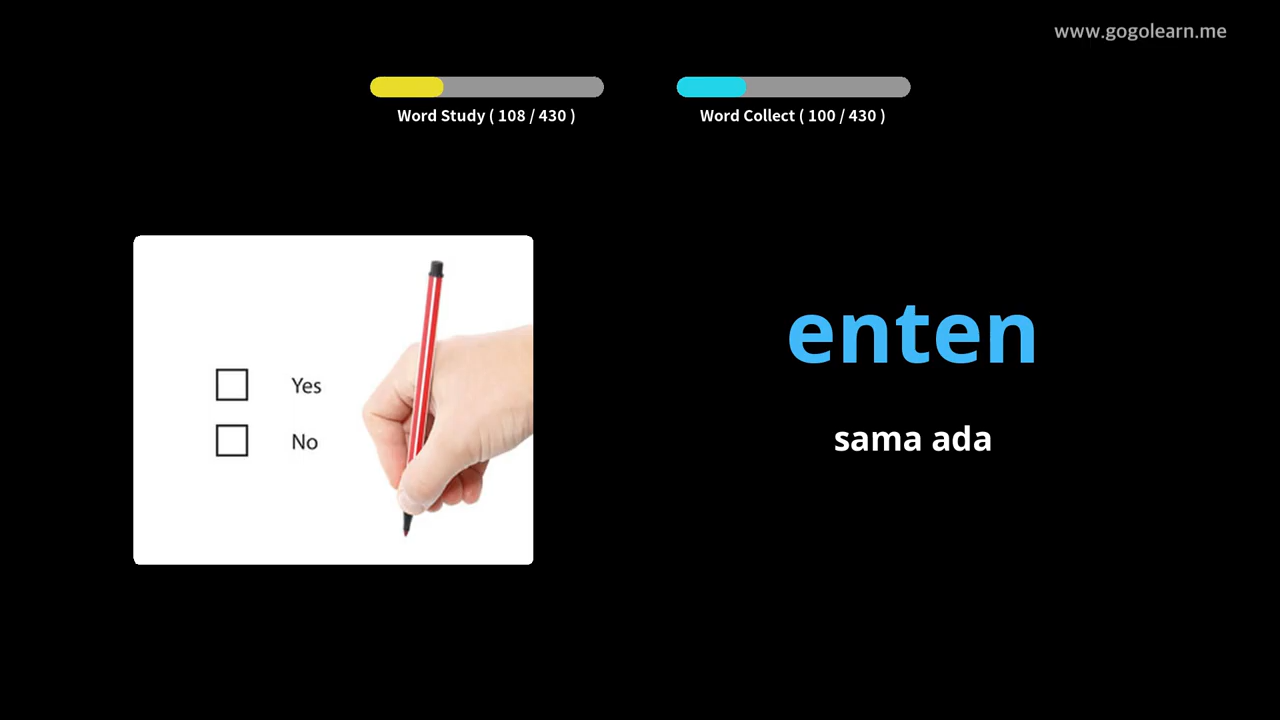 www.gogolearn.me
Word Study ( 108 / 430 )
Word Collect ( 100 / 430 )
Yes
No
enten
sama ada